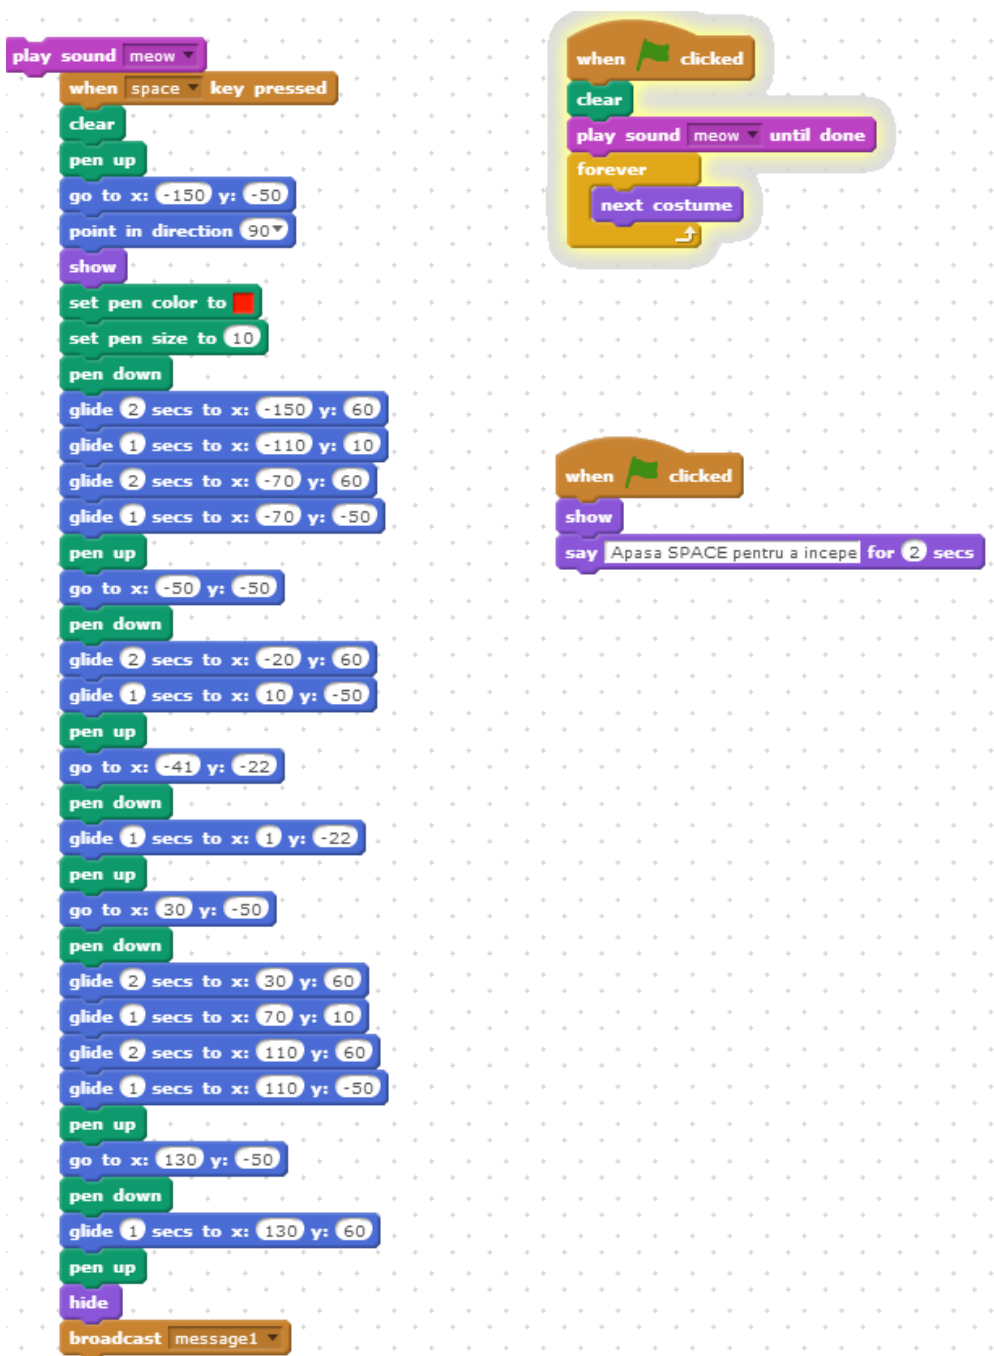 play sound meow
when space key pressed
clear
pen up
go to x: -150 y: -50
point in direction 90
show
set pen color to
set pen size to 10
pen down
glide 2 secs to x: -150 y: 60
glide 1 secs to x: -110 y: 10
glide 2 secs to x: -70 y: 60
glide 1 secs to x: -70 y: -50
pen up
go to x: -50 y: -50
pen down
glide 2 secs to x: -20 y: 60
glide 1 secs to x: 10 y: -50
pen up
go to x: -41 y: -22
pen down
glide 1 secs to x: 1 y: -22
pen up
go to x: 30 y: -50
pen down
glide 2 secs to x: 30 y: 60
glide 1 secs to x: 70 y: 10
glide 2 secs to x: 110 y: 60
glide 1 secs to x: 110 y: -50
pen up
go to x: 130 y: -50
pen down
glide 1 secs to x: 130 y: 60
pen up
hide
broadcast message1
when clicked
clear
play sound meow until done
forever
next costume
when clicked
show
say Apasa SPACE pentru a incepe for 2 secs